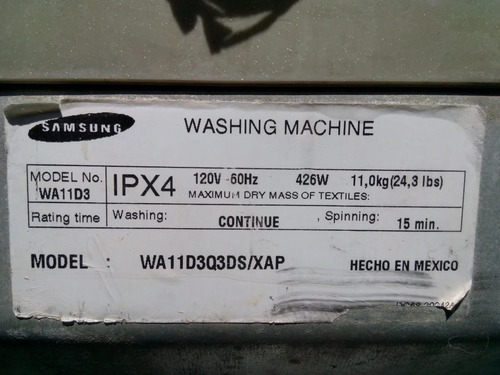 SAMSUNG
WASHING MACHINE
MODEL No. WA11D3
IPX4
120V~60Hz 426W 11,0kg(24,3 lbs)
MAXIMUM DRY MASS OF TEXTILES:
Rating time Washing: CONTINUE , Spinning: 15 min.
MODEL : WA11D3Q3DS/XAP HECHO EN MEXICO